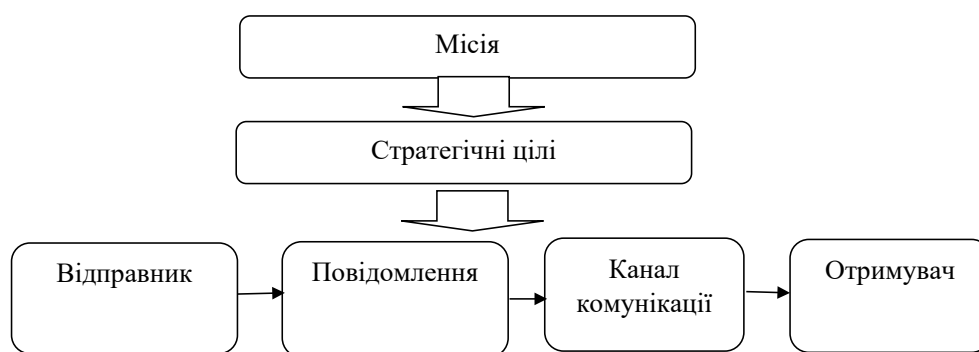 Місія
Стратегічні цілі
Відправник
Повідомлення
Канал
комунікації
Отримувач